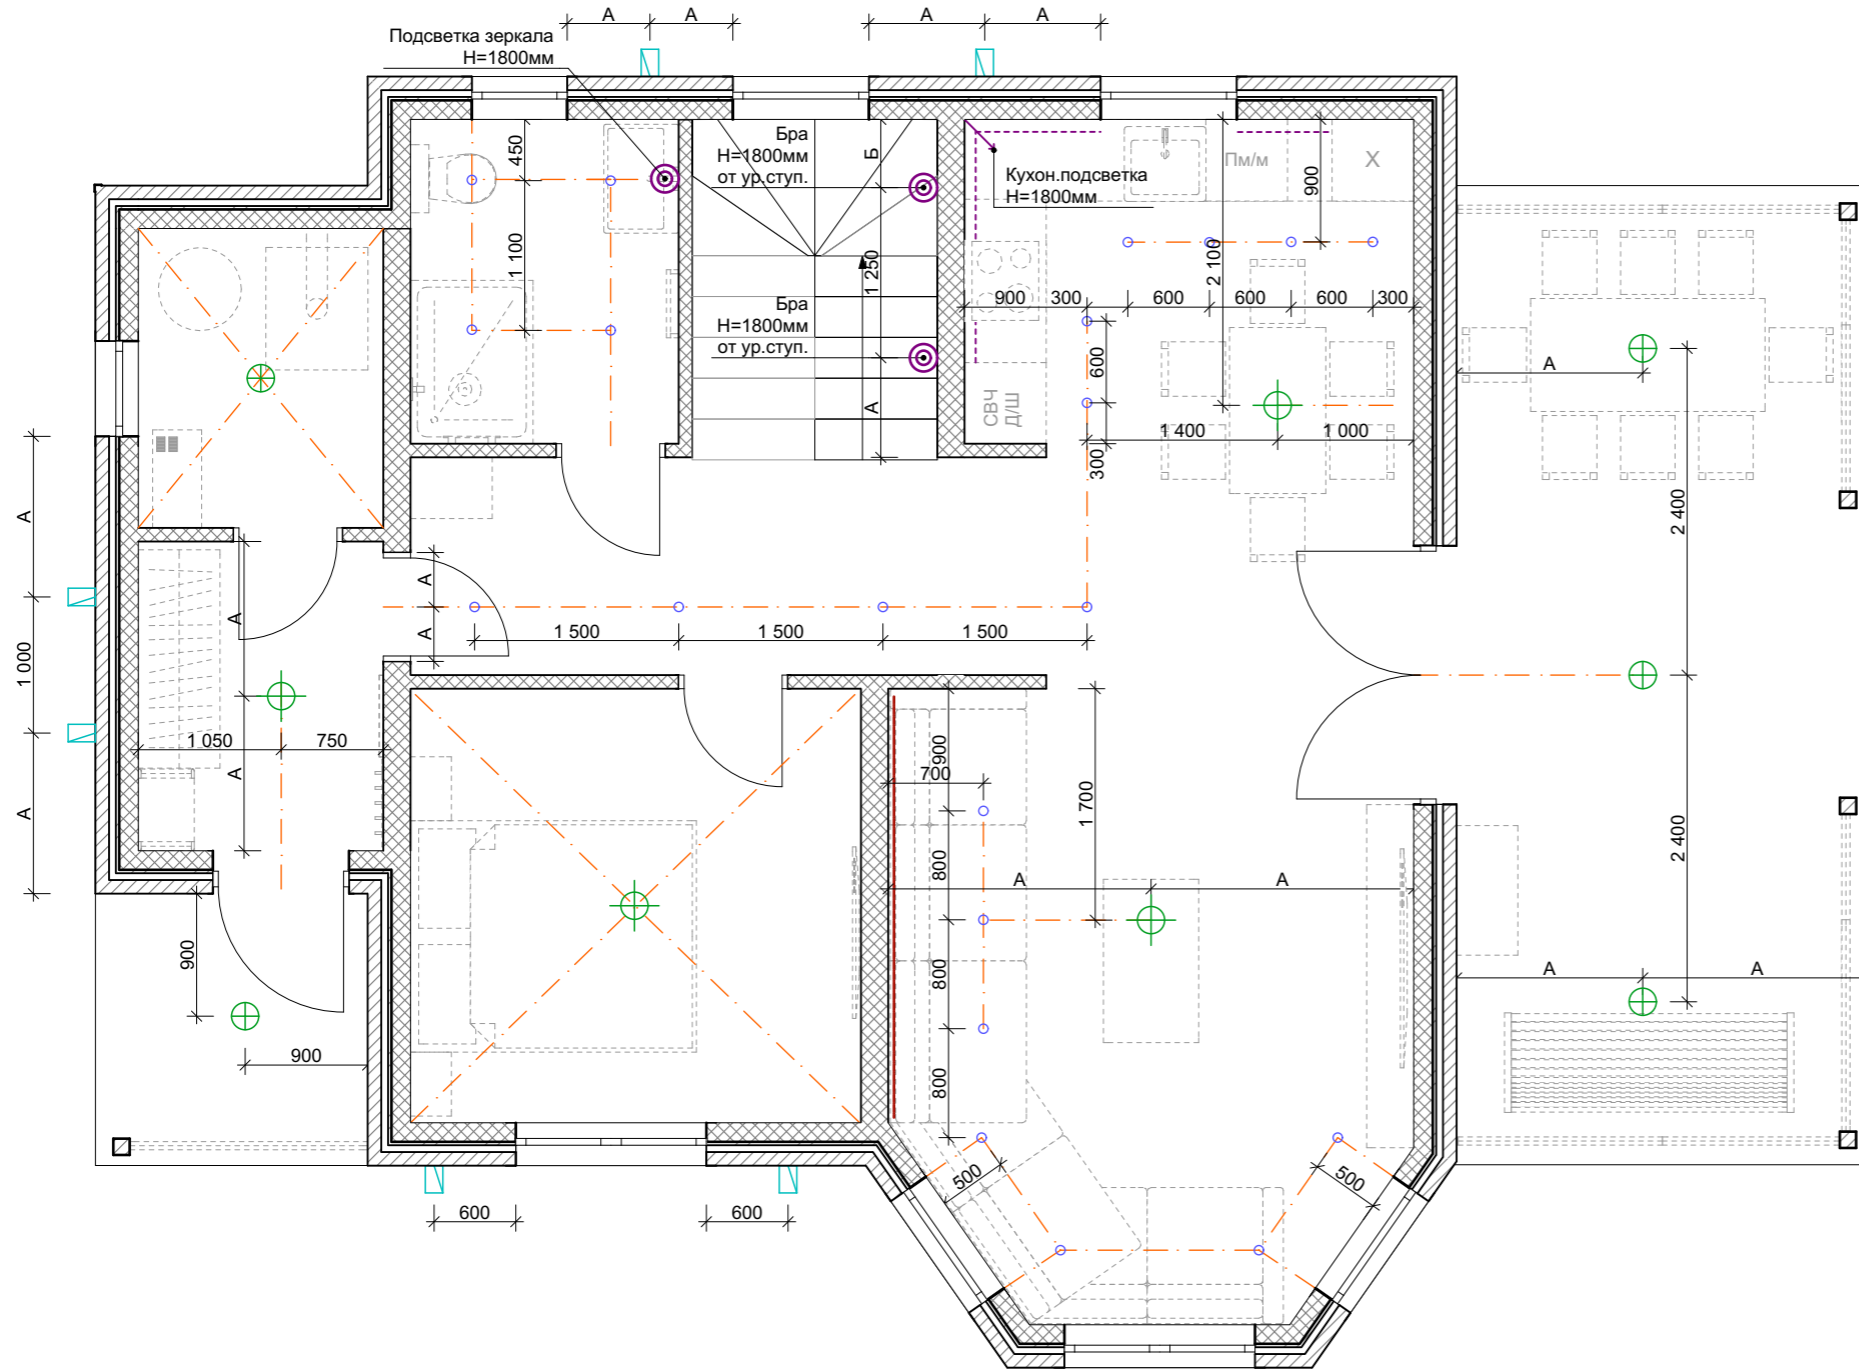 А
А
А
А
Подсветка зеркала
Н=1800мм
450
1 100
Бра
Н=1800мм
от ур.ступ.
Б
1 250
Бра
Н=1800мм
от ур.ступ.
А
Кухон.подсветка
Н=1800мм
Пм/м
Х
900
2 100
900
300
600
600
600
300
600
СВЧ
Д/Ш
300
1 400
1 000
А
2 400
2 400
А
А
А
1 000
А
А
А
А
А
1 050
750
1 500
1 500
1 500
900
700
1 700
800
800
800
А
А
900
900
600
600
500
500